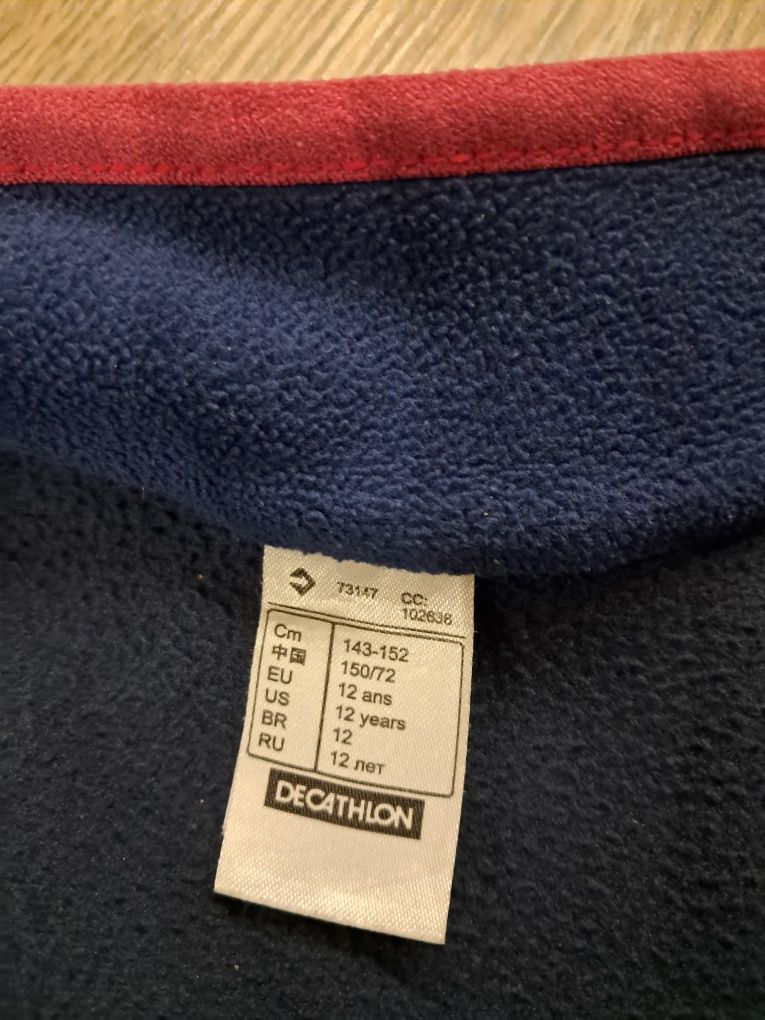 73147 CC:
102638
Cm 143-152
中国 150/72
EU 12 ans
US 12 years
BR 12
RU 12 лет
DECATHLON